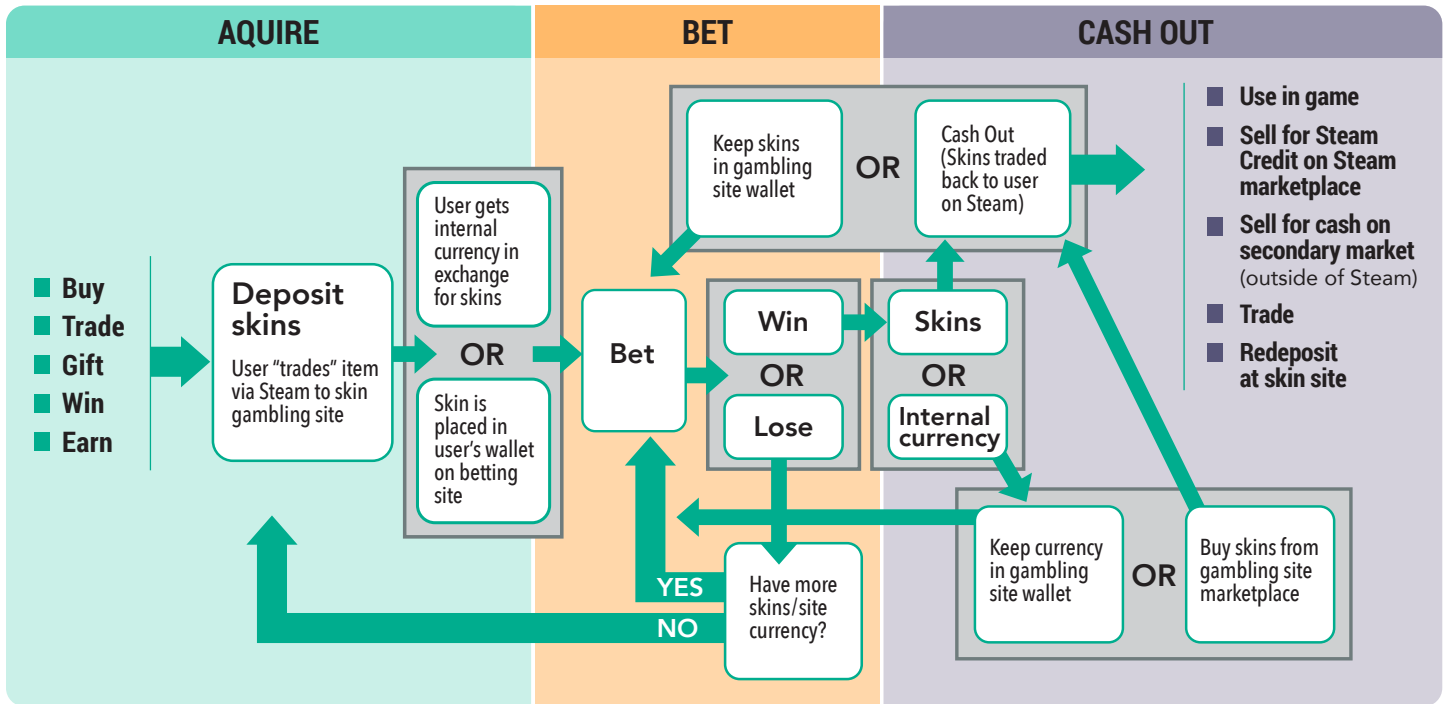 AQUIRE
BET
CASH OUT
Buy
Trade
Gift
Win
Earn
Deposit
skins
User “trades” item
via Steam to skin
gambling site
User gets
internal
currency in
exchange
for skins
OR
Skin is
placed in
user’s wallet
on betting
site
Bet
Keep skins
in gambling
site wallet
OR
Cash Out
(Skins traded
back to user
on Steam)
Win
OR
Lose
Skins
OR
Internal
currency
YES
NO
Have more
skins/site
currency?
Keep currency
in gambling
site wallet
OR
Buy skins from
gambling site
marketplace
Use in game
Sell for Steam
Credit on Steam
marketplace
Sell for cash on
secondary market
(outside of Steam)
Trade
Redeposit
at skin site